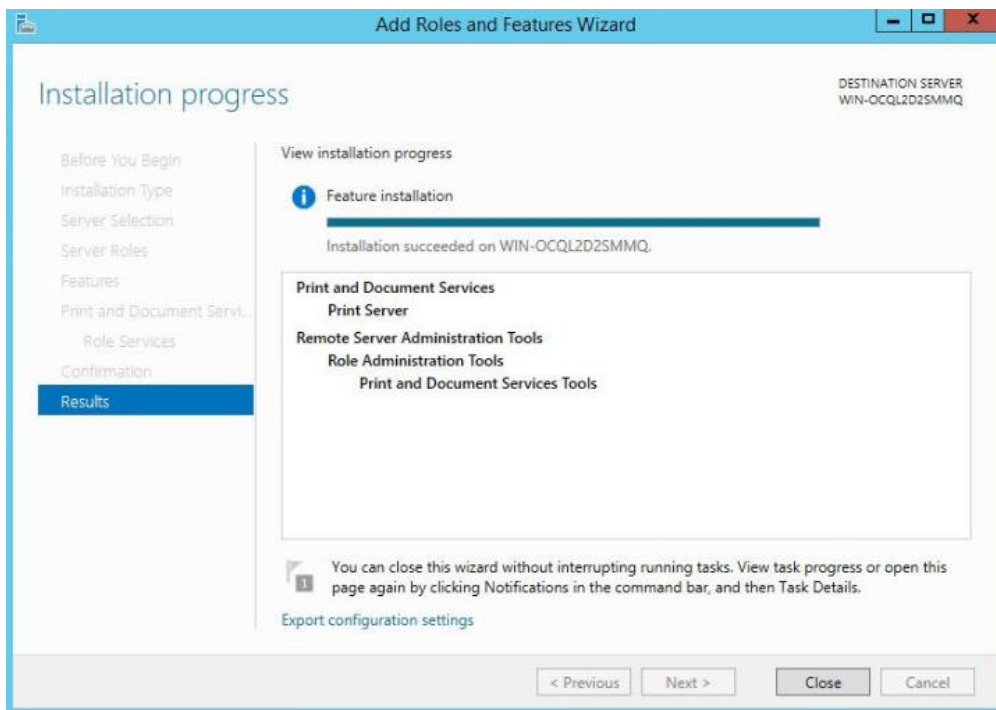 Add Roles and Features Wizard
Installation progress
DESTINATION SERVER
WIN-OCQL2D2SMMQ
Before You Begin
Installation Type
Server Selection
Server Roles
Features
Print and Document Servi...
Role Services
Confirmation
Results
View installation progress
Feature installation
Installation succeeded on WIN-OCQL2D2SMMQ.
Print and Document Services
Print Server
Remote Server Administration Tools
Role Administration Tools
Print and Document Services Tools
1
You can close this wizard without interrupting running tasks. View task progress or open this
page again by clicking Notifications in the command bar, and then Task Details.
Export configuration settings
< Previous
Next >
Close
Cancel